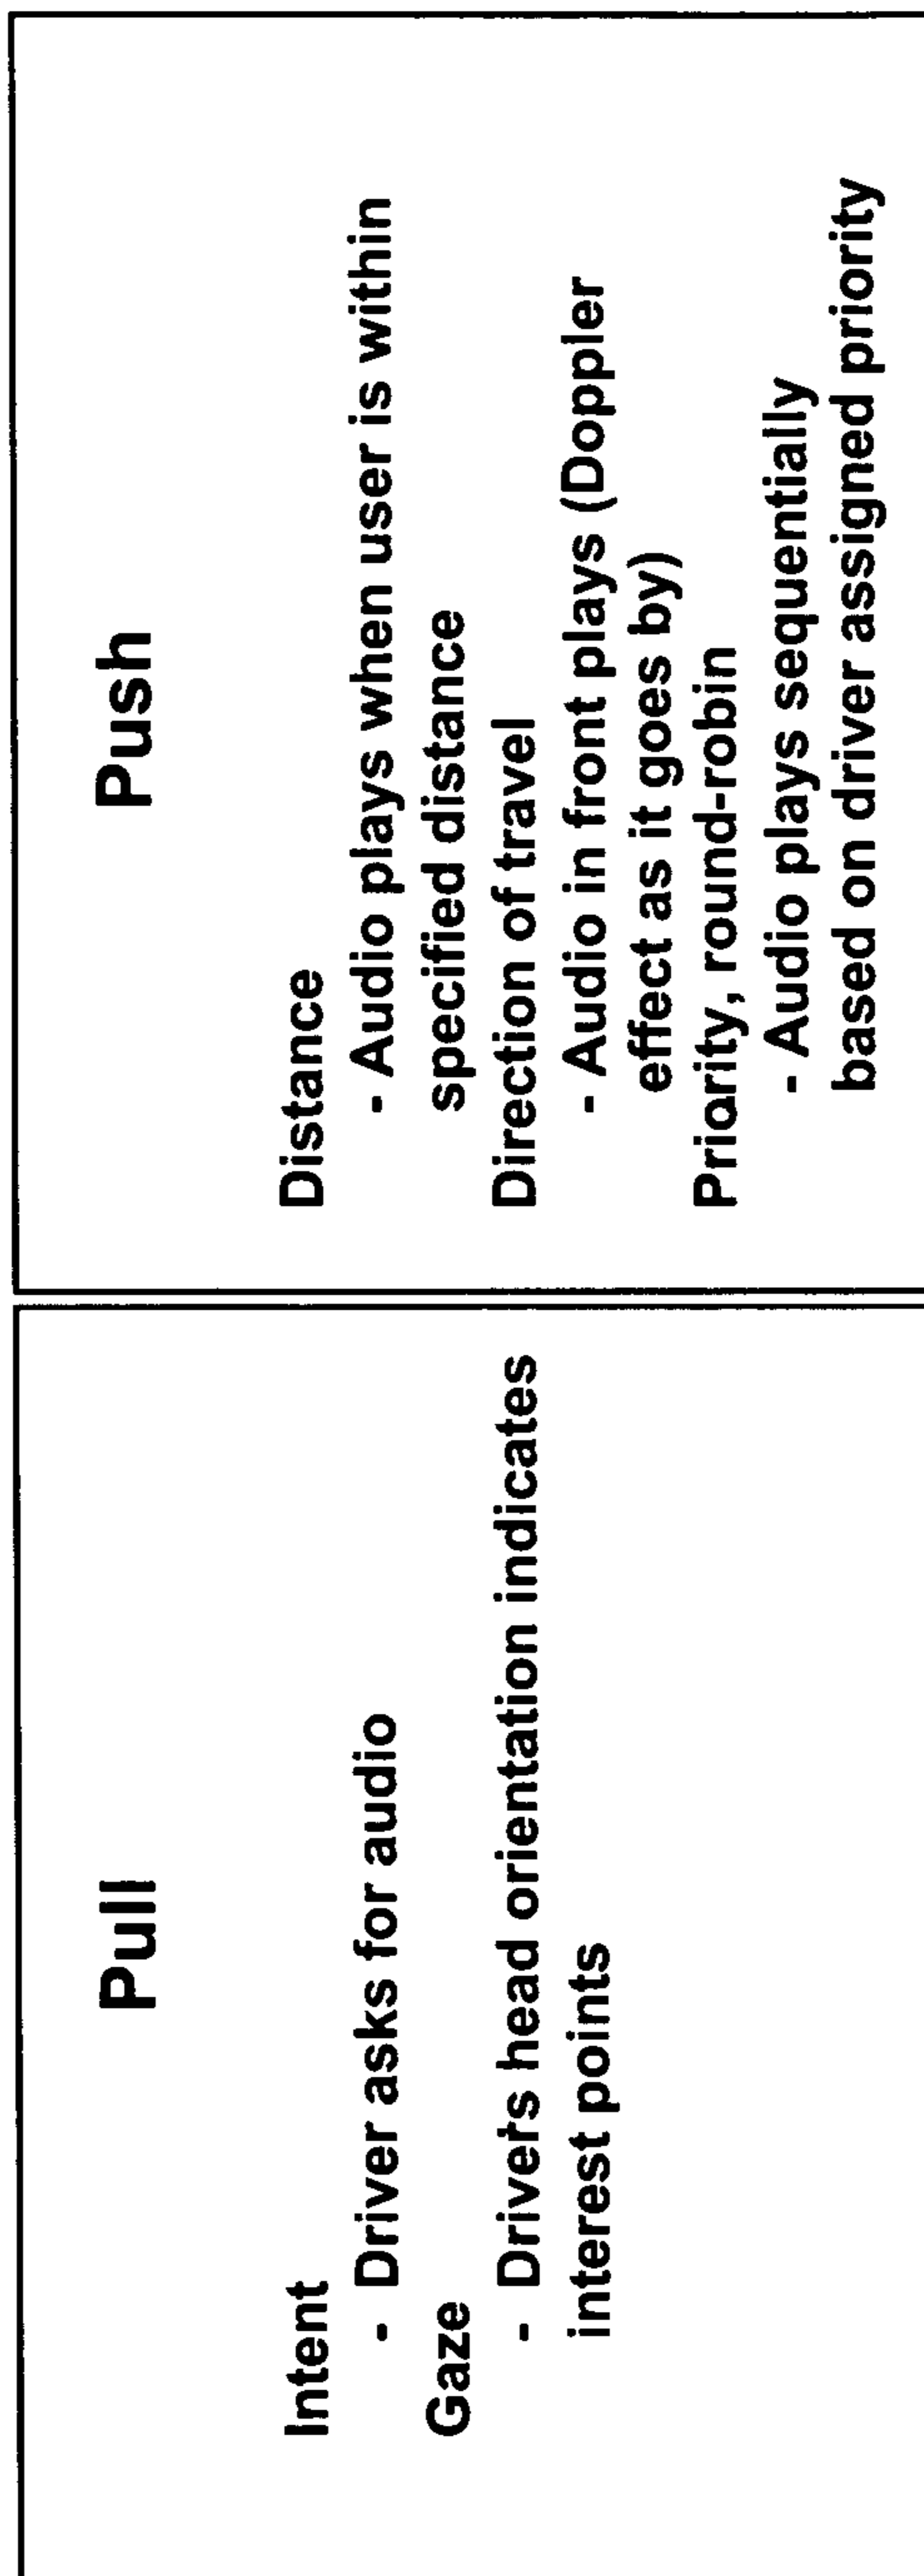 Pull
Intent
- Driver asks for audio
Gaze
- Driver's head orientation indicates
interest points
Push
Distance
- Audio plays when user is within
specified distance
Direction of travel
- Audio in front plays (Doppler
effect as it goes by)
Priority, round-robin
- Audio plays sequentially
based on driver assigned priority